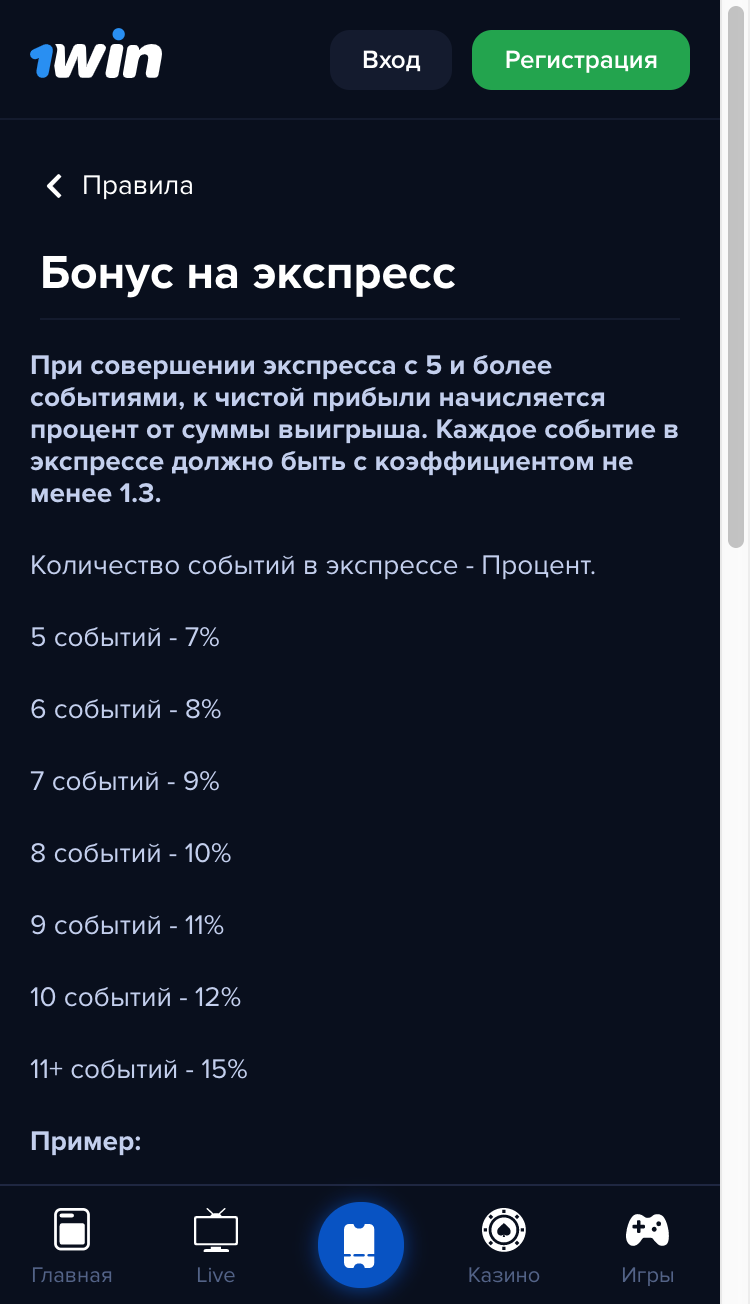 1win
Вход
Регистрация
Правила
Бонус на экспресс
При совершении экспресса с 5 и более
событиями, к чистой прибыли начисляется
процент от суммы выигрыша. Каждое событие в
экспрессе должно быть с коэффициентом не
менее 1.3.
Количество событий в экспрессе - Процент.
5 событий - 7%
6 событий - 8%
7 событий - 9%
8 событий - 10%
9 событий - 11%
10 событий - 12%
11+ событий - 15%
Пример:
Главная
Live
Казино
Игры